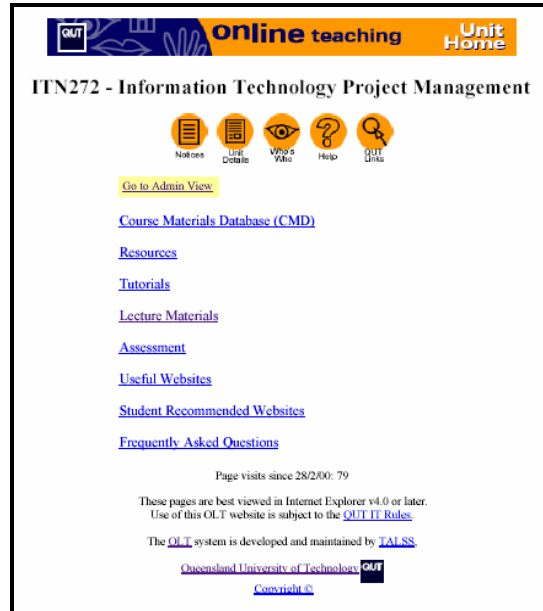 QUT online teaching Unit Home
ITN272 - Information Technology Project Management
Notices Unit Details Who's Who Help QUT Links
Go to Admin View
Course Materials Database (CMD)
Resources
Tutorials
Lecture Materials
Assessment
Useful Websites
Student Recommended Websites
Frequently Asked Questions
Page visits since 28/2/00: 79
These pages are best viewed in Internet Explorer v4.0 or later.
Use of this OLT website is subject to the QUT IT Rules.
The OLT system is developed and maintained by TALSS.
Queensland University of Technology QUT
Copyright ©